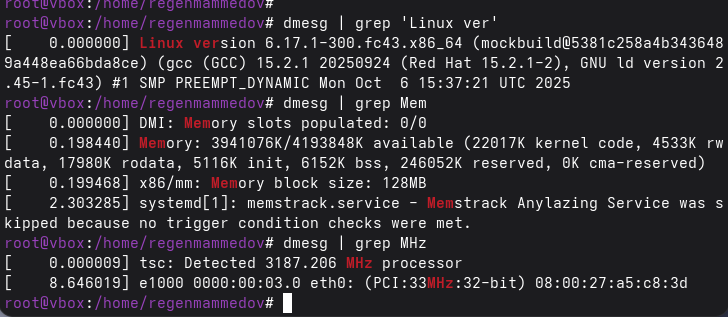 root@vbox:/home/regenmammedov#
root@vbox:/home/regenmammedov# dmesg | grep 'Linux ver'
[    0.000000] Linux version 6.17.1-300.fc43.x86_64 (mockbuild@5381c258a4b343648
9a448ea66bda8ce) (gcc (GCC) 15.2.1 20250924 (Red Hat 15.2.1-2), GNU ld version 2
.45-1.fc43) #1 SMP PREEMPT_DYNAMIC Mon Oct  6 15:37:21 UTC 2025
root@vbox:/home/regenmammedov# dmesg | grep Mem
[    0.000000] DMI: Memory slots populated: 0/0
[    0.198440] Memory: 3941076K/4193848K available (22017K kernel code, 4533K rw
data, 17980K rodata, 5116K init, 6152K bss, 246052K reserved, 0K cma-reserved)
[    0.199468] x86/mm: Memory block size: 128MB
[    2.303285] systemd[1]: memstrack.service - Memstrack Anylazing Service was s
kipped because no trigger condition checks were met.
root@vbox:/home/regenmammedov# dmesg | grep MHz
[    0.000009] tsc: Detected 3187.206 MHz processor
[    8.646019] e1000 0000:00:03.0 eth0: (PCI:33MHz:32-bit) 08:00:27:a5:c8:3d
root@vbox:/home/regenmammedov#